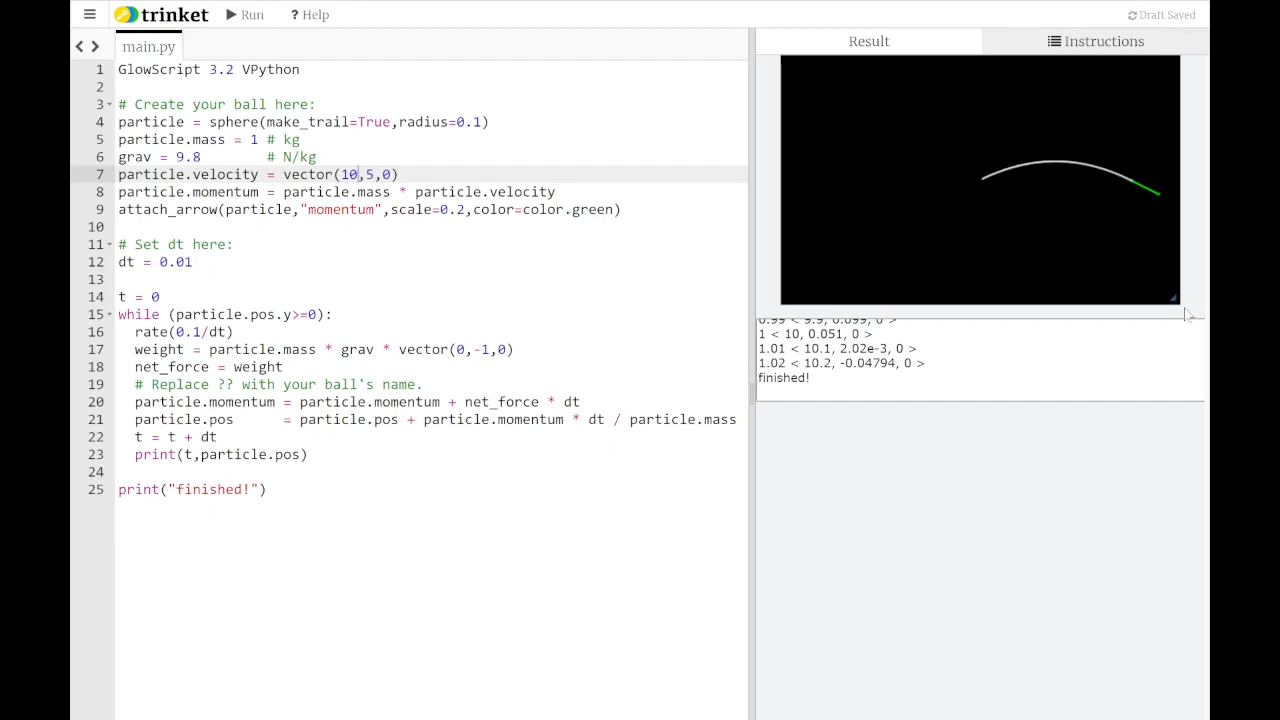 trinket
Run
? Help
Draft Saved
main.py
Result
Instructions
1 GlowScript 3.2 VPython
2
3 # Create your ball here:
4 particle = sphere(make_trail=True,radius=0.1)
5 particle.mass = 1 # kg
6 grav = 9.8        # N/kg
7 particle.velocity = vector(10,5,0)
8 particle.momentum = particle.mass * particle.velocity
9 attach_arrow(particle,"momentum",scale=0.2,color=color.green)
10
11 # Set dt here:
12 dt = 0.01
13
14 t = 0
15 while (particle.pos.y>=0):
16   rate(0.1/dt)
17   weight = particle.mass * grav * vector(0,-1,0)
18   net_force = weight
19   # Replace ?? with your ball's name.
20   particle.momentum = particle.momentum + net_force * dt
21   particle.pos      = particle.pos + particle.momentum * dt / particle.mass
22   t = t + dt
23   print(t,particle.pos)
24
25 print("finished!")
0.99 < 9.9, 0.099, 0 >
1 < 10, 0.051, 0 >
1.01 < 10.1, 2.02e-3, 0 >
1.02 < 10.2, -0.04794, 0 >
finished!